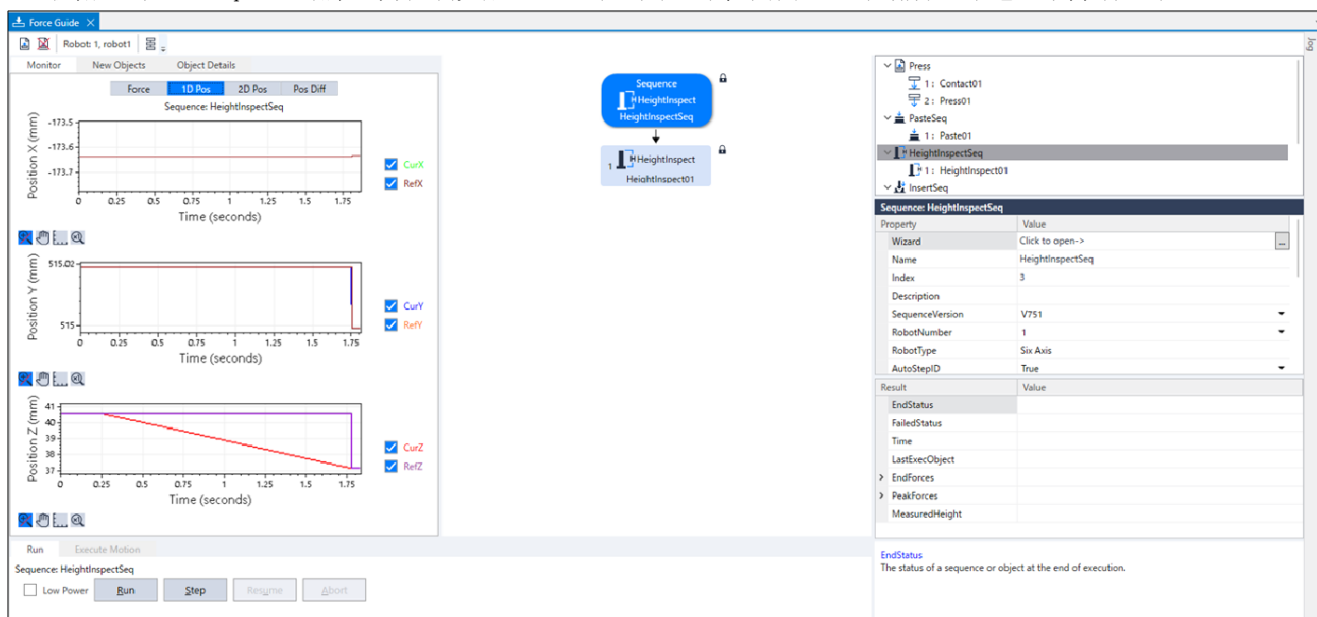 Force Guide
Robot: 1, robot1
Jog
Monitor New Objects Object Details
Force 1D Pos 2D Pos Pos Diff
Sequence: HeightInspectSeq
Position X (mm)
-173.5
-173.6
-173.7
0 0.25 0.5 0.75 1 1.25 1.5 1.75
Time (seconds)
CurX
RefX
Position Y (mm)
515.02
515
0 0.25 0.5 0.75 1 1.25 1.5 1.75
Time (seconds)
CurY
RefY
Position Z (mm)
41
40
39
38
37
0 0.25 0.5 0.75 1 1.25 1.5 1.75
Time (seconds)
CurZ
RefZ
Run Execute Motion
Sequence: HeightInspectSeq
Low Power Run Step Resume Abort
Sequence
HeightInspect
HeightInspectSeq
1 HeightInspect
HeightInspect01
Press
1: Contact01
2: Press01
PasteSeq
1: Paste01
HeightInspectSeq
1: HeightInspect01
InsertSeq
Sequence: HeightInspectSeq
Property Value
Wizard Click to open-> ...
Name HeightInspectSeq
Index 3
Description
SequenceVersion V751
RobotNumber 1
RobotType Six Axis
AutoStepID True
Result Value
EndStatus
FailedStatus
Time
LastExecObject
EndForces
PeakForces
MeasuredHeight
EndStatus
The status of a sequence or object at the end of execution.